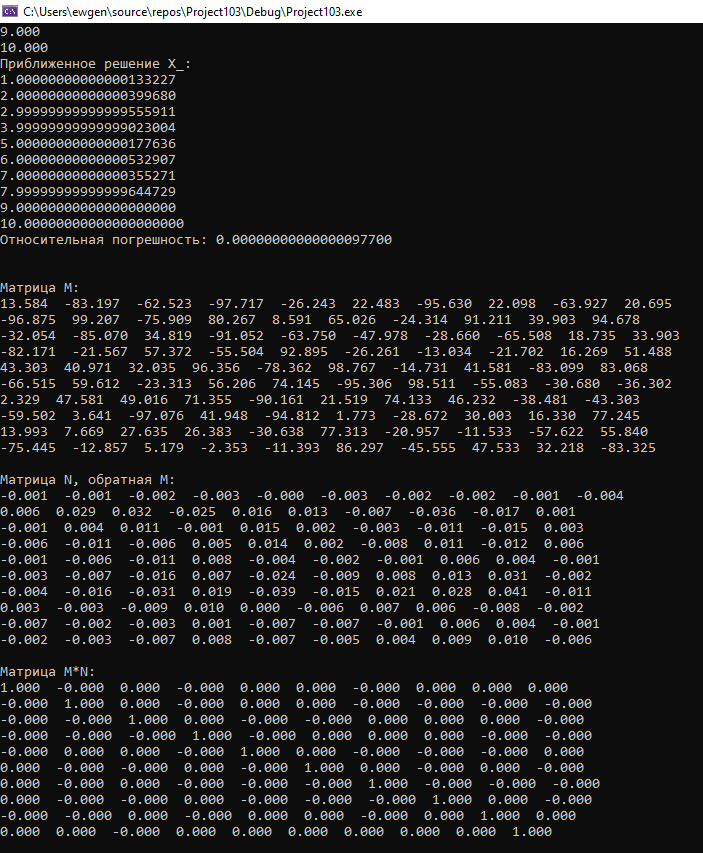 C:\Users\ewgen\source\repos\Project103\Debug\Project103.exe
9.000
10.000
Приближенное решение X_:
1.00000000000000133227
2.00000000000000399680
2.99999999999999555911
3.99999999999999023004
5.00000000000000177636
6.00000000000000532907
7.00000000000000355271
7.99999999999999644729
9.00000000000000000000
10.00000000000000000000
Относительная погрешность: 0.00000000000000097700
Матрица M:
13.584  -83.197  -62.523  -97.717  -26.243  22.483  -95.630  22.098  -63.927  20.695
-96.875  99.207  -75.909  80.267  8.591  65.026  -24.314  91.211  39.903  94.678
-32.054  -85.070  34.819  -91.052  -63.750  -47.978  -28.660  -65.508  18.735  33.903
-82.171  -21.567  57.372  -55.504  92.895  -26.261  -13.034  -21.702  16.269  51.488
43.303  40.971  32.035  96.356  -78.362  98.767  -14.731  41.581  -83.099  83.068
-66.515  59.612  -23.313  56.206  74.145  -95.306  98.511  -55.083  -30.680  -36.302
2.329  47.581  49.016  71.355  -90.161  21.519  74.133  46.232  -38.481  -43.303
-59.502  3.641  -97.076  41.948  -94.812  1.773  -28.672  30.003  16.330  77.245
13.993  7.669  27.635  26.383  -30.638  77.313  -20.957  -11.533  -57.622  55.840
-75.445  -12.857  5.179  -2.353  -11.393  86.297  -45.555  47.533  32.218  -83.325
Матрица N, обратная M:
-0.001  -0.001  -0.002  -0.003  -0.000  -0.003  -0.002  -0.002  -0.001  -0.004
0.006  0.029  0.032  -0.025  0.016  0.013  -0.007  -0.036  -0.017  0.001
-0.001  0.004  0.011  -0.001  0.015  0.002  -0.003  -0.011  -0.015  0.003
-0.006  -0.011  -0.006  0.005  0.014  0.002  -0.008  0.011  -0.012  0.006
-0.001  -0.006  -0.011  0.008  -0.004  -0.002  -0.001  0.006  0.004  -0.001
-0.003  -0.007  -0.016  0.007  -0.024  -0.009  0.008  0.013  0.031  -0.002
-0.004  -0.016  -0.031  0.019  -0.039  -0.015  0.021  0.028  0.041  -0.011
0.003  -0.003  -0.009  0.010  0.000  -0.006  0.007  0.006  -0.008  -0.002
-0.007  -0.002  -0.003  0.001  -0.007  -0.007  -0.001  0.006  0.004  -0.001
-0.002  -0.003  -0.007  0.008  -0.007  -0.005  0.004  0.009  0.010  -0.006
Матрица M*N:
1.000  -0.000  0.000  -0.000  0.000  0.000  -0.000  0.000  0.000  0.000
-0.000  1.000  0.000  -0.000  0.000  -0.000  -0.000  -0.000  -0.000  -0.000
-0.000  -0.000  1.000  0.000  -0.000  -0.000  0.000  0.000  0.000  -0.000
-0.000  -0.000  -0.000  1.000  -0.000  -0.000  0.000  0.000  -0.000  -0.000
-0.000  0.000  0.000  -0.000  1.000  0.000  -0.000  -0.000  -0.000  0.000
0.000  -0.000  -0.000  0.000  -0.000  1.000  0.000  -0.000  0.000  -0.000
0.000  -0.000  0.000  -0.000  -0.000  -0.000  1.000  -0.000  -0.000  -0.000
0.000  -0.000  -0.000  0.000  -0.000  -0.000  -0.000  1.000  0.000  -0.000
-0.000  -0.000  0.000  -0.000  0.000  0.000  -0.000  0.000  1.000  0.000
0.000  0.000  -0.000  0.000  0.000  0.000  0.000  0.000  0.000  1.000